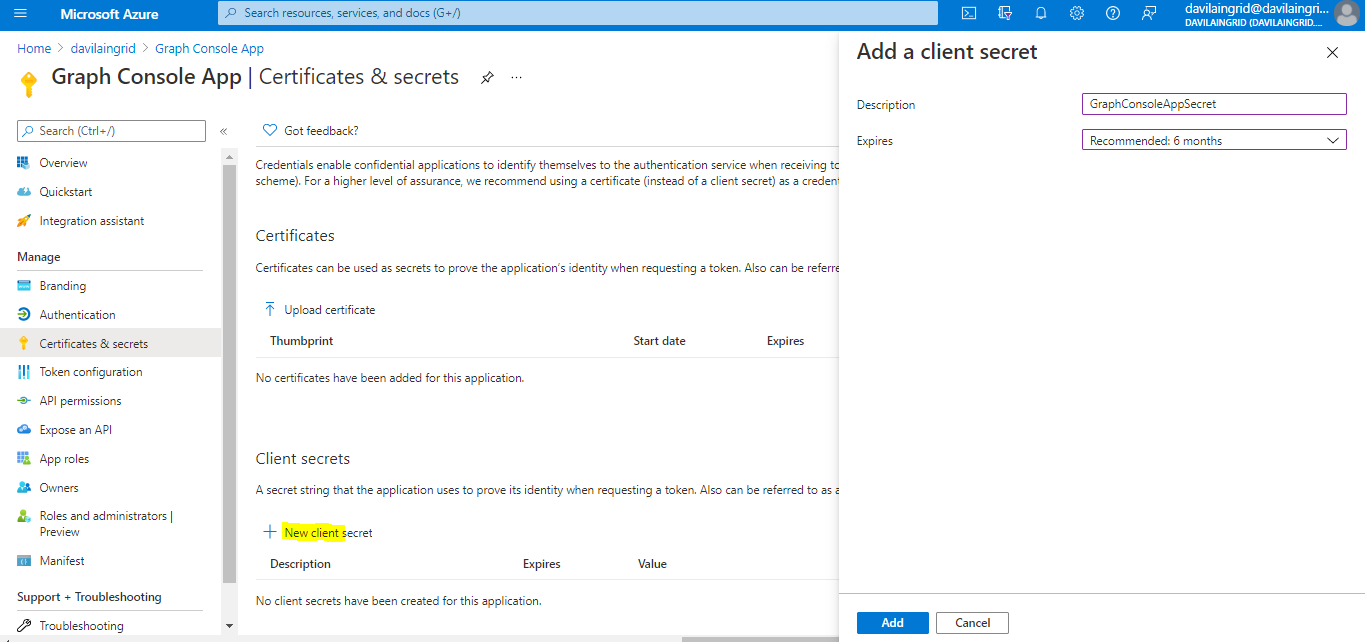 Microsoft Azure
Search resources, services, and docs (G+/)
davilaingrid@davilaingri...
DAVILAINGRID (DAVILAINGRID....
Home > davilaingrid > Graph Console App
Graph Console App | Certificates & secrets
...
Search (Ctrl+/)
«
Overview
Quickstart
Integration assistant
Manage
Branding
Authentication
Certificates & secrets
Token configuration
API permissions
Expose an API
App roles
Owners
Roles and administrators |
Preview
Manifest
Support + Troubleshooting
Troubleshooting
Got feedback?
Credentials enable confidential applications to identify themselves to the authentication service when receiving to
scheme). For a higher level of assurance, we recommend using a certificate (instead of a client secret) as a creden
Certificates
Certificates can be used as secrets to prove the application's identity when requesting a token. Also can be referre
Upload certificate
Thumbprint Start date Expires
No certificates have been added for this application.
Client secrets
A secret string that the application uses to prove its identity when requesting a token. Also can be referred to as a
New client secret
Description Expires Value
No client secrets have been created for this application.
Add a client secret
Description
GraphConsoleAppSecret
Expires
Recommended: 6 months
Add
Cancel